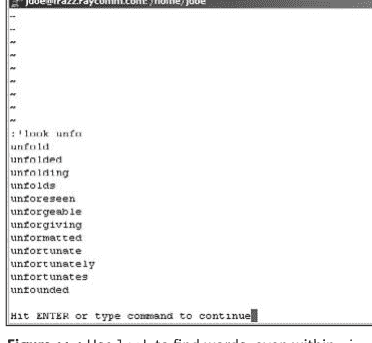 jdoe@frazz.raycomm.com: /home/jdoe
~
~
~
~
~
~
~
~
~
:!look unfo
unfold
unfolded
unfolding
unfolds
unforeseen
unforgeable
unforgiving
unformatted
unfortunate
unfortunately
unfortunates
unfounded
Hit ENTER or type command to continue
to find words, even within